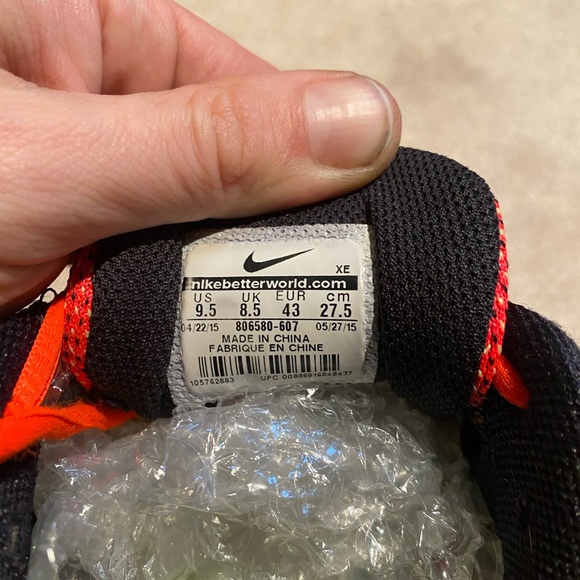 XE
nikebetterworld.com
US UK EUR cm
9.5 8.5 43 27.5
04/22/15 806580-607 05/27/15
MADE IN CHINA
FABRIQUE EN CHINE
105762883 UPC